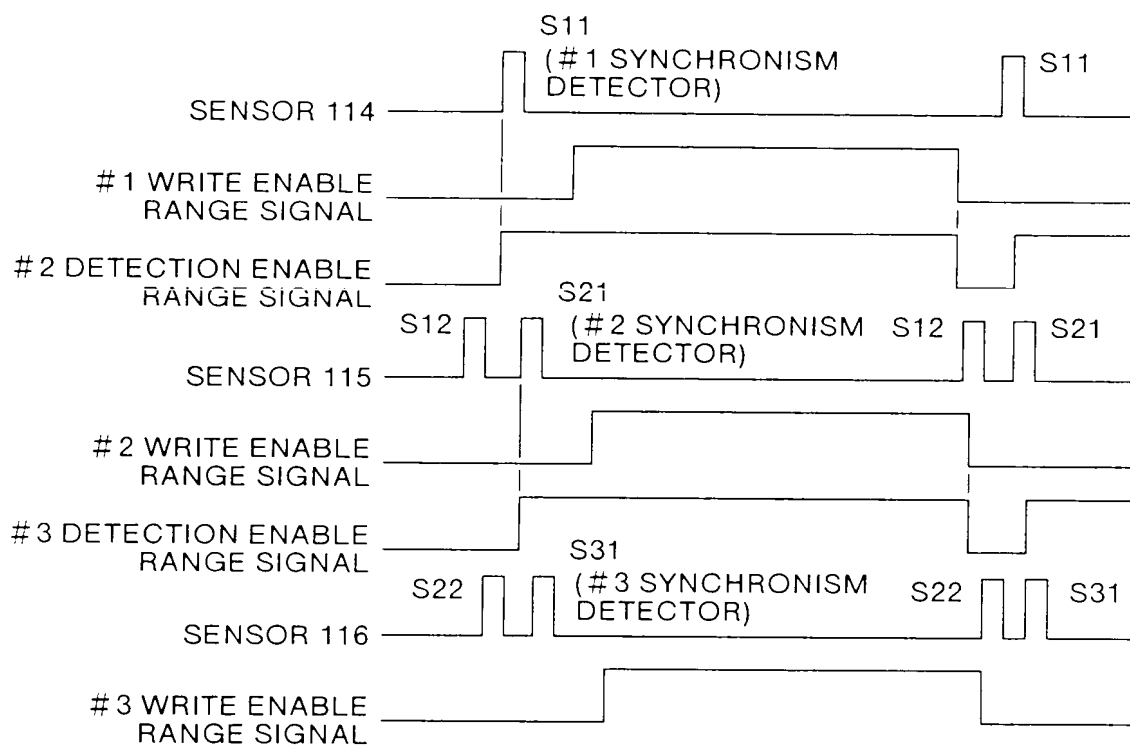 S11
(#1 SYNCHRONISM
DETECTOR)
S11
SENSOR 114
#1 WRITE ENABLE
RANGE SIGNAL
#2 DETECTION ENABLE
RANGE SIGNAL
S12
S21
(#2 SYNCHRONISM
DETECTOR)
S12
S21
SENSOR 115
#2 WRITE ENABLE
RANGE SIGNAL
#3 DETECTION ENABLE
RANGE SIGNAL
S22
S31
(#3 SYNCHRONISM
DETECTOR)
S22
S31
SENSOR 116
#3 WRITE ENABLE
RANGE SIGNAL